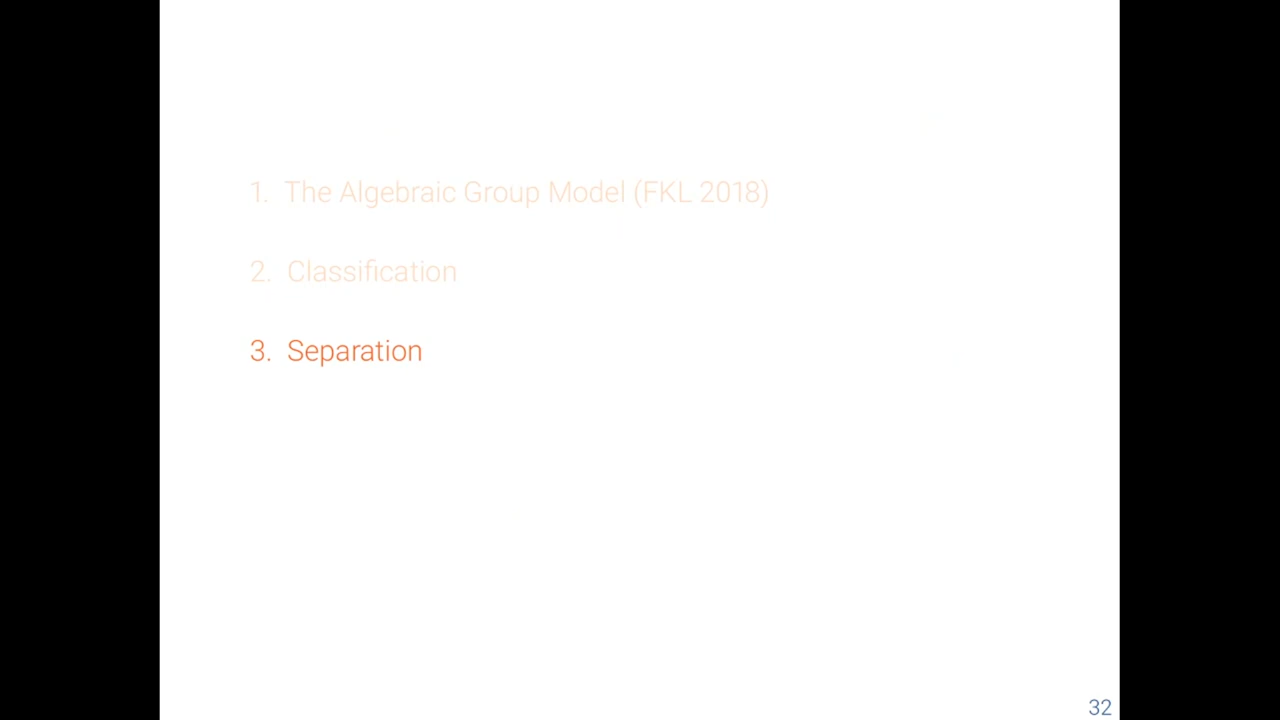 1. The Algebraic Group Model (FKL 2018)
2. Classification
3. Separation
32